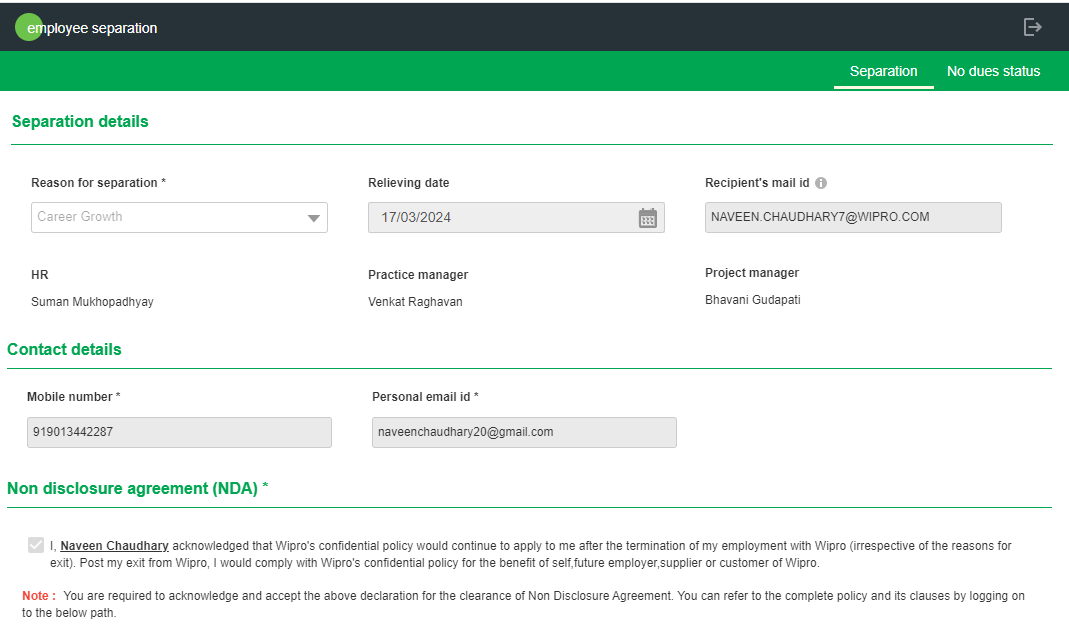 employee separation
Separation No dues status
Separation details
Reason for separation * Relieving date Recipient's mail id
Career Growth 17/03/2024 NAVEEN.CHAUDHARY7@WIPRO.COM
HR Practice manager Project manager
Suman Mukhopadhyay Venkat Raghavan Bhavani Gudapati
Contact details
Mobile number * Personal email id *
919013442287 naveenchaudhary20@gmail.com
Non disclosure agreement (NDA) *
I, Naveen Chaudhary acknowledged that Wipro's confidential policy would continue to apply to me after the termination of my employment with Wipro (irrespective of the reasons for
exit). Post my exit from Wipro, I would comply with Wipro's confidential policy for the benefit of self,future employer,supplier or customer of Wipro.
Note : You are required to acknowledge and accept the above declaration for the clearance of Non Disclosure Agreement. You can refer to the complete policy and its clauses by logging on
to the below path.